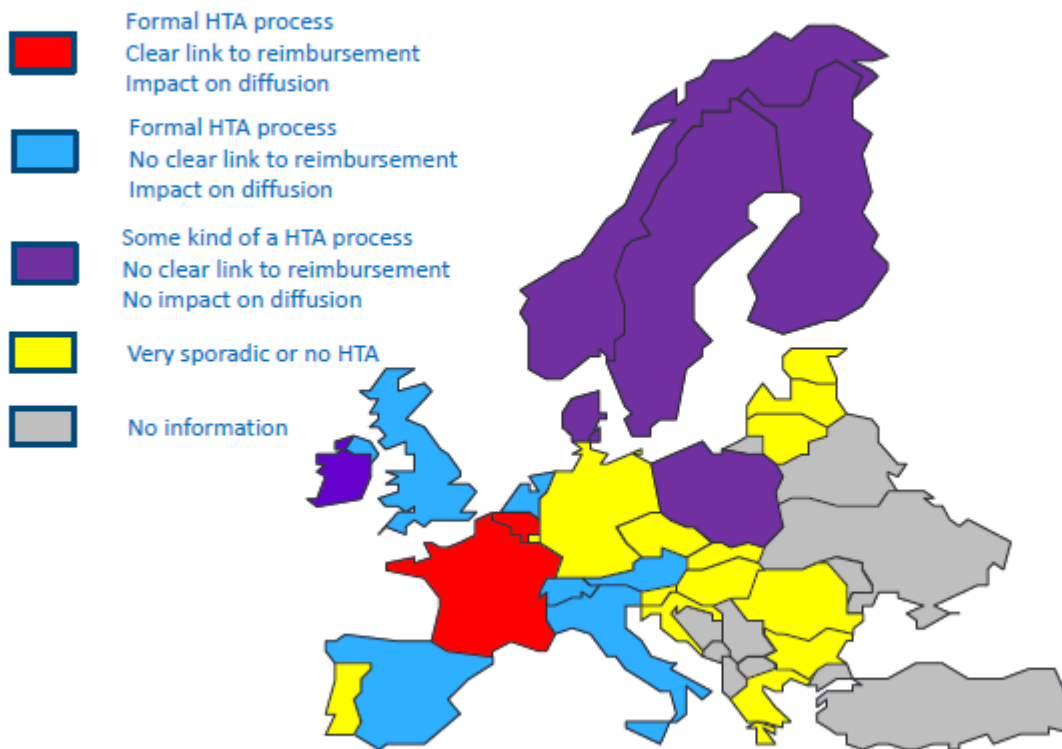 Formal HTA process
Clear link to reimbursement
Impact on diffusion
Formal HTA process
No clear link to reimbursement
Impact on diffusion
Some kind of a HTA process
No clear link to reimbursement
No impact on diffusion
Very sporadic or no HTA
No information